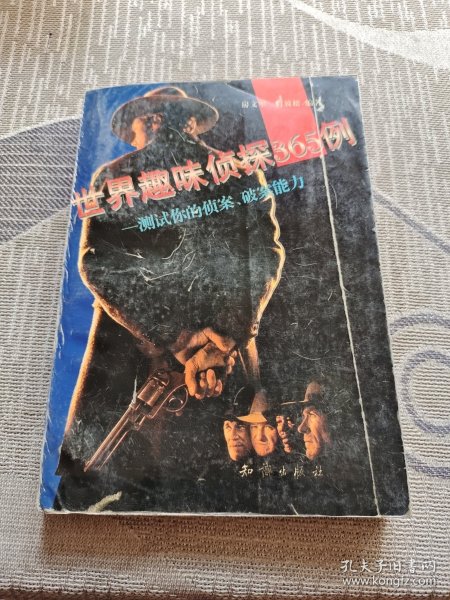 世界趣味侦探365例
—测试你的侦案、破案能力
知识出版社
孔夫子旧书网
www.kongfz.com